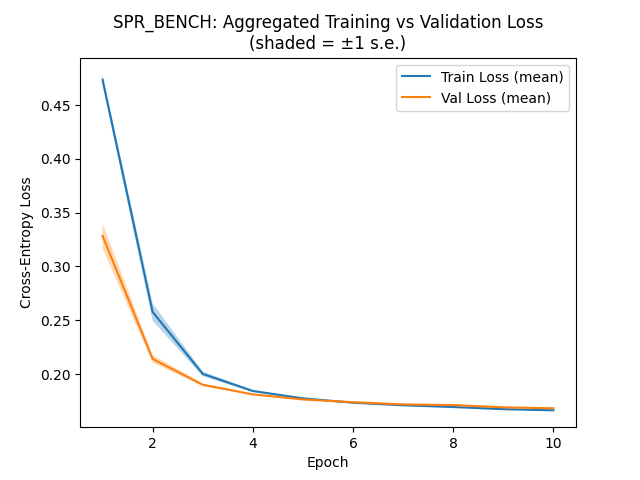 SPR_BENCH: Aggregated Training vs Validation Loss
(shaded = ±1 s.e.)
Train Loss (mean)
Val Loss (mean)
Cross-Entropy Loss
0.45
0.40
0.35
0.30
0.25
0.20
2
4
6
8
10
Epoch